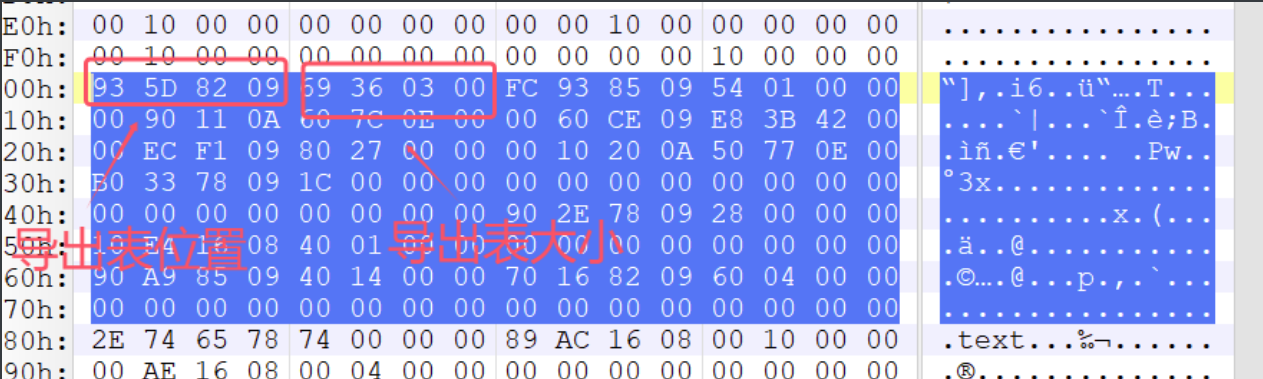 E0h: 00 10 00 00 00 00 00 00 00 00 10 00 00 00 00 00 ................
F0h: 00 10 00 00 00 00 00 00 00 00 00 00 10 00 00 00 ................
00h: 93 5D 82 09 69 36 03 00 FC 93 85 09 54 01 00 00 “]‚.i6..ü“….T...
10h: 00 90 11 0A 60 7C 0E 00 00 60 CE 09 E8 3B 42 00 ....`|...`Î.è;B.
20h: 00 EC F1 09 80 27 00 00 00 10 20 0A 50 77 0E 00 .ìñ.€'.... .Pw..
30h: B0 33 78 09 1C 00 00 00 00 00 00 00 00 00 00 00 °3x.............
40h: 00 00 00 00 00 00 00 00 90 2E 78 09 28 00 00 00 ..........x.(...
50h: E4 08 40 01 00 00 00 00 00 00 00 00 .ä..@...........
导出表位置 导出表大小
60h: 90 A9 85 09 40 14 00 00 70 16 82 09 60 04 00 00 .©….@...p.‚.`...
70h: 00 00 00 00 00 00 00 00 00 00 00 00 00 00 00 00 ................
80h: 2E 74 65 78 74 00 00 00 89 AC 16 08 00 10 00 00 .text...‰¬......
90h: 00 AE 16 08 00 04 00 00 00 00 00 00 00 00 00 00 .®..............